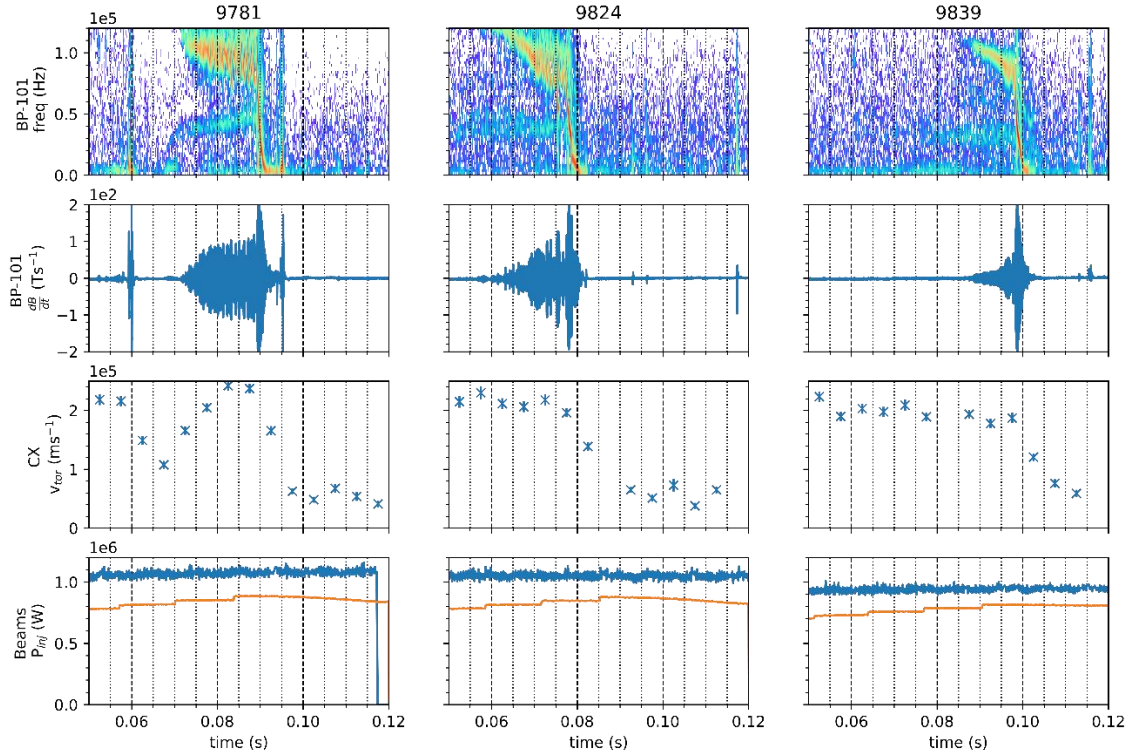 9781 9824 9839
1e5
BP-101
freq (Hz)
1.0
0.5
0.0
1e2
BP-101
dB/dt (Ts⁻¹)
2
1
0
−1
−2
1e5
CX
vₜₒᵣ (ms⁻¹)
2
1
0
1e6
Beams
Pᵢₙⱼ (W)
1.0
0.5
0.0
0.06 0.08 0.10 0.12 0.06 0.08 0.10 0.12 0.06 0.08 0.10 0.12
time (s) time (s) time (s)